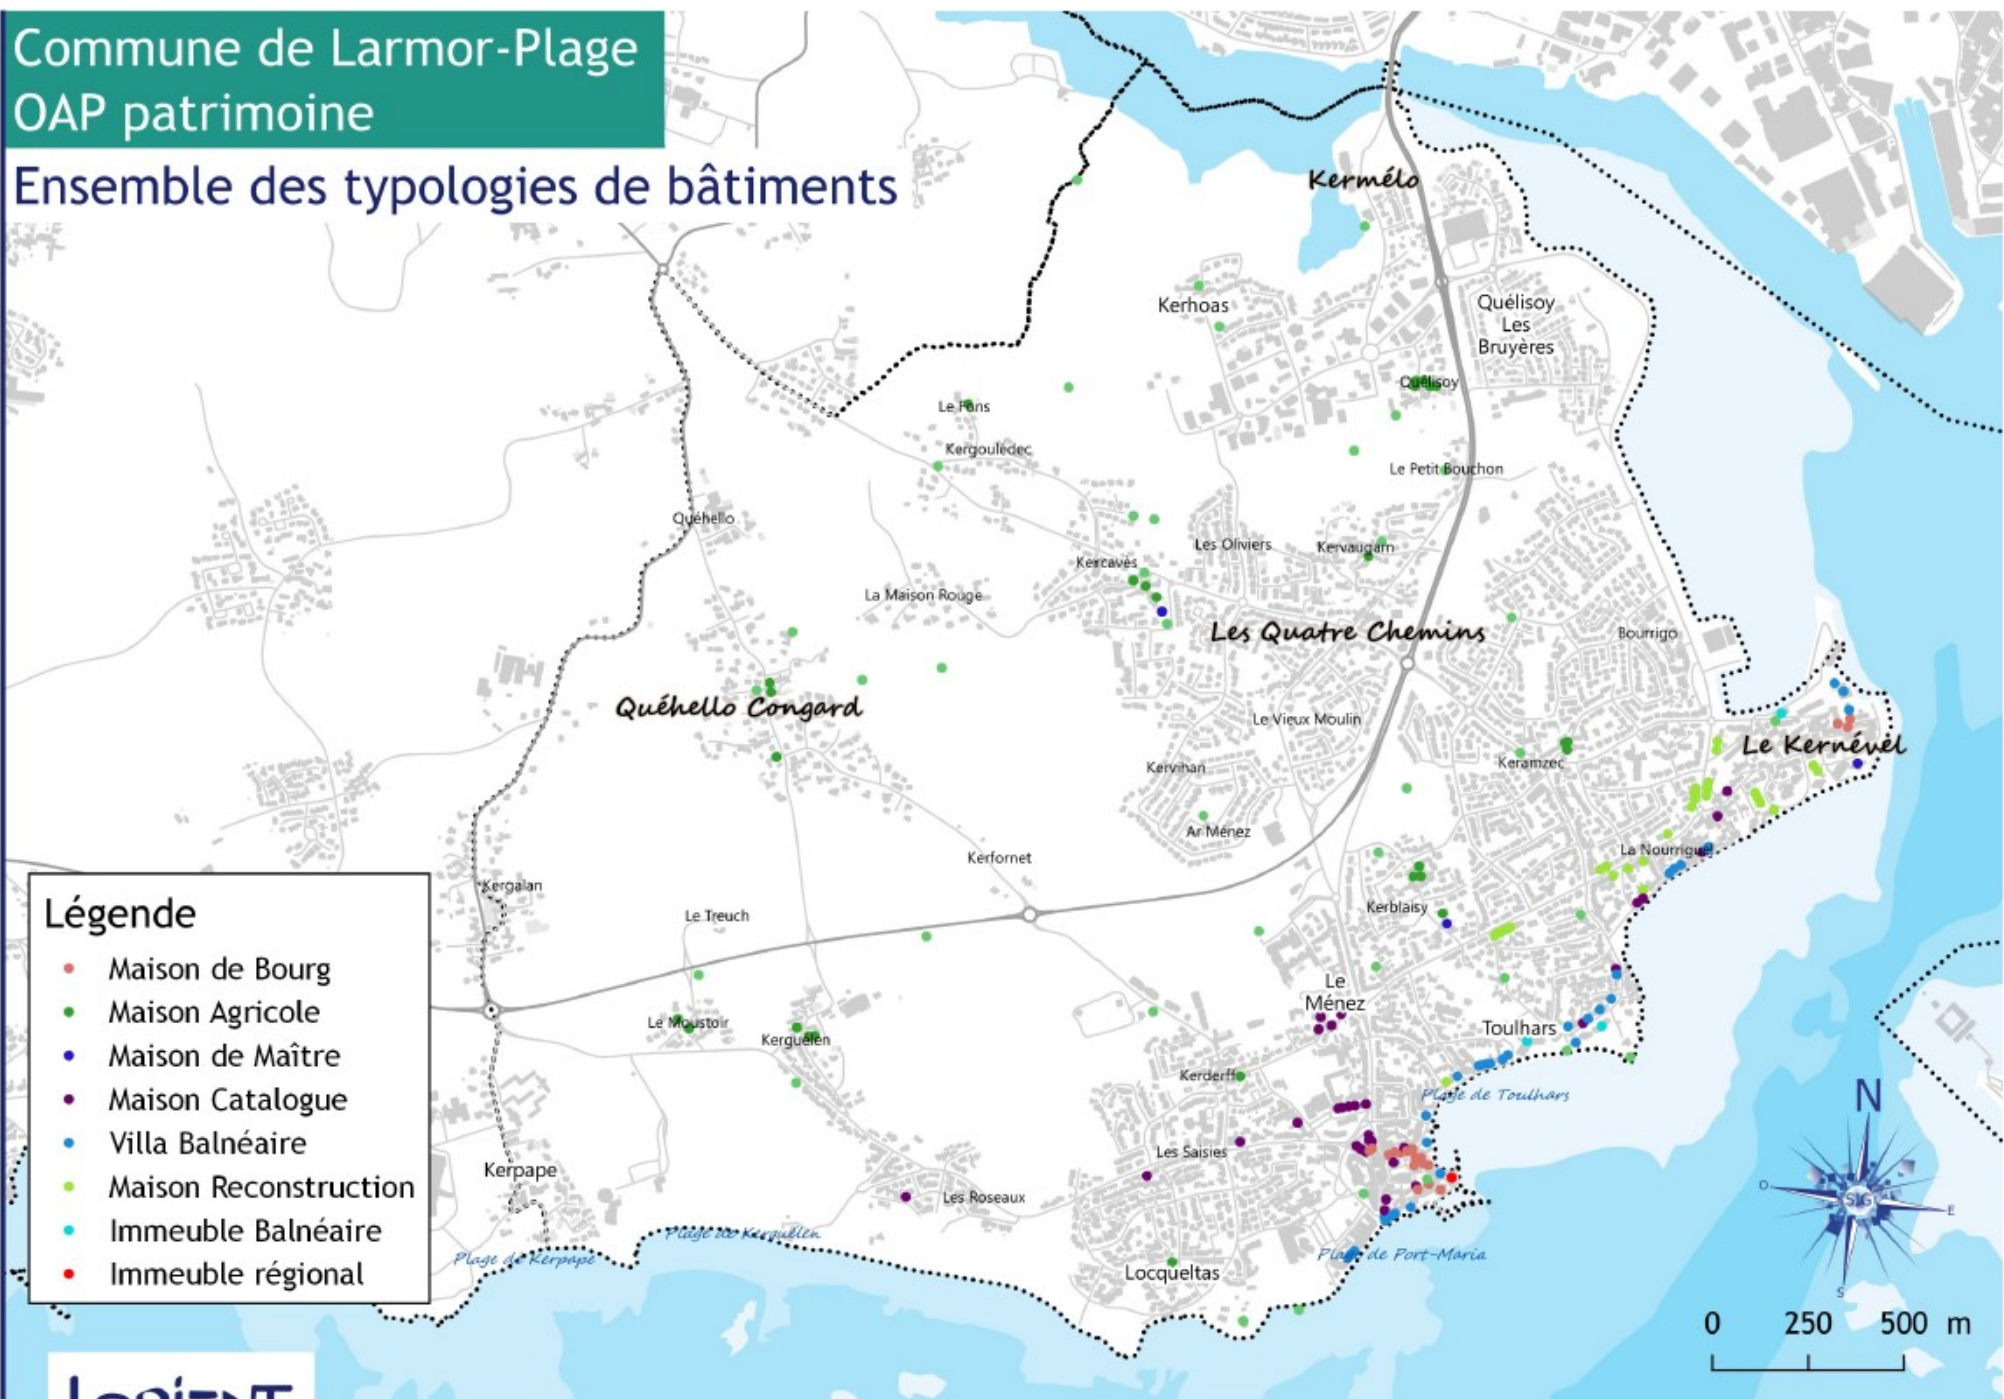 Commune de Larmor-Plage
OAP patrimoine
Ensemble des typologies de bâtiments
Kermélo
Kerhoas
Quélisoy
Les
Bruyères
Quélisoy
Le Fons
Kergoulédec
Le Petit Bouchon
Quéhello
Les Oliviers
Kervaugam
Kercavès
La Maison Rouge
Les Quatre Chemins
Bourrigo
Quéhello Congard
Le Vieux Moulin
Le Kernével
Keramzec
Kervihan
Ar Ménez
La Nourriguel
Kerfornet
Kergalan
Kerblaisy
Le Treuch
Le
Ménez
Le Moustoir
Kerguélen
Toulhars
Kerderff
Plage de Toulhars
Les Saisies
Kerpape
Les Roseaux
Plage de Kerguélen
Plage de Kerpape
Plage de Port-Maria
Locqueltas
Légende
Maison de Bourg
Maison Agricole
Maison de Maître
Maison Catalogue
Villa Balnéaire
Maison Reconstruction
Immeuble Balnéaire
Immeuble régional
N
O
SIG
E
S
0 250 500 m
LORIENT